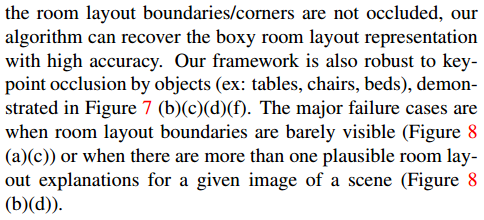 the room layout boundaries/corners are not occluded, our
algorithm can recover the boxy room layout representation
with high accuracy. Our framework is also robust to key-
point occlusion by objects (ex: tables, chairs, beds), demon-
strated in Figure 7 (b)(c)(d)(f). The major failure cases are
when room layout boundaries are barely visible (Figure 8
(a)(c)) or when there are more than one plausible room lay-
out explanations for a given image of a scene (Figure 8
(b)(d)).